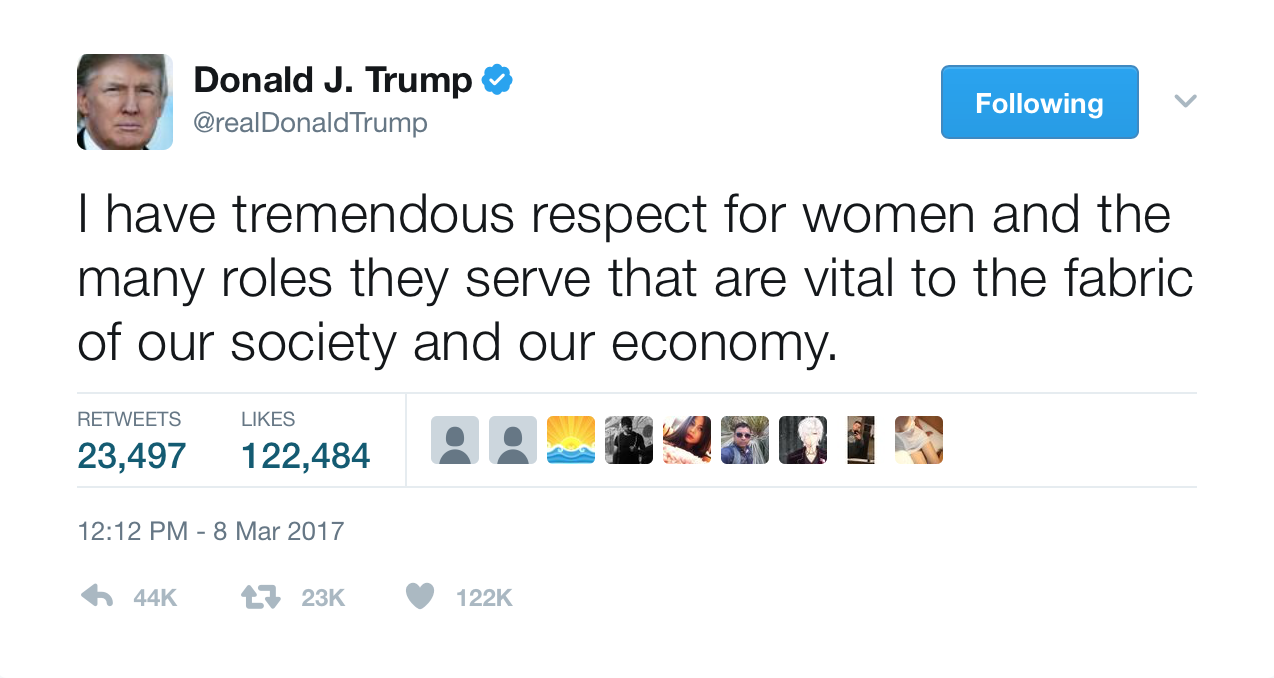 Donald J. Trump
@realDonaldTrump
Following
I have tremendous respect for women and the
many roles they serve that are vital to the fabric
of our society and our economy.
RETWEETS LIKES
23,497 122,484
12:12 PM - 8 Mar 2017
44K 23K 122K